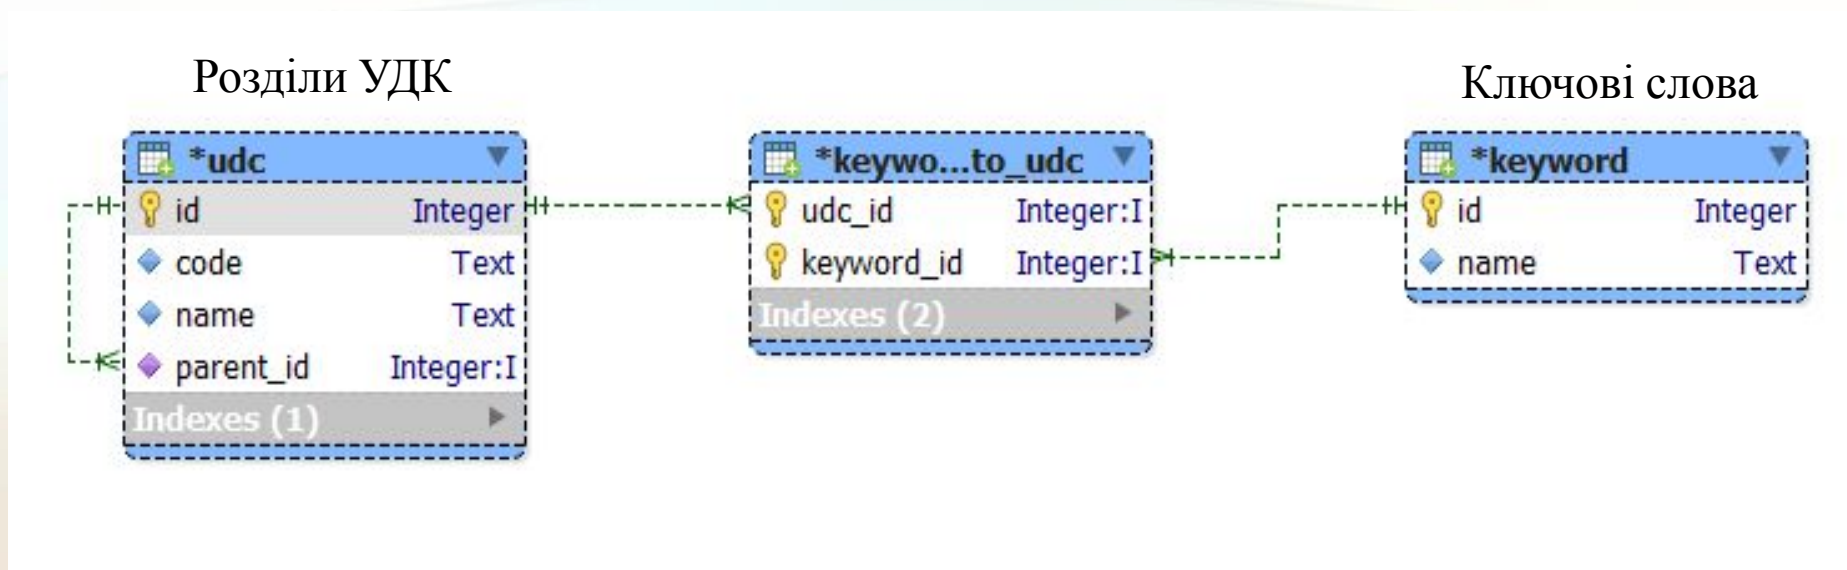 Розділи УДК
Ключові слова
*udc
id Integer
code Text
name Text
parent_id Integer:I
Indexes (1)
*keywo...to_udc
udc_id Integer:I
keyword_id Integer:I
Indexes (2)
*keyword
id Integer
name Text